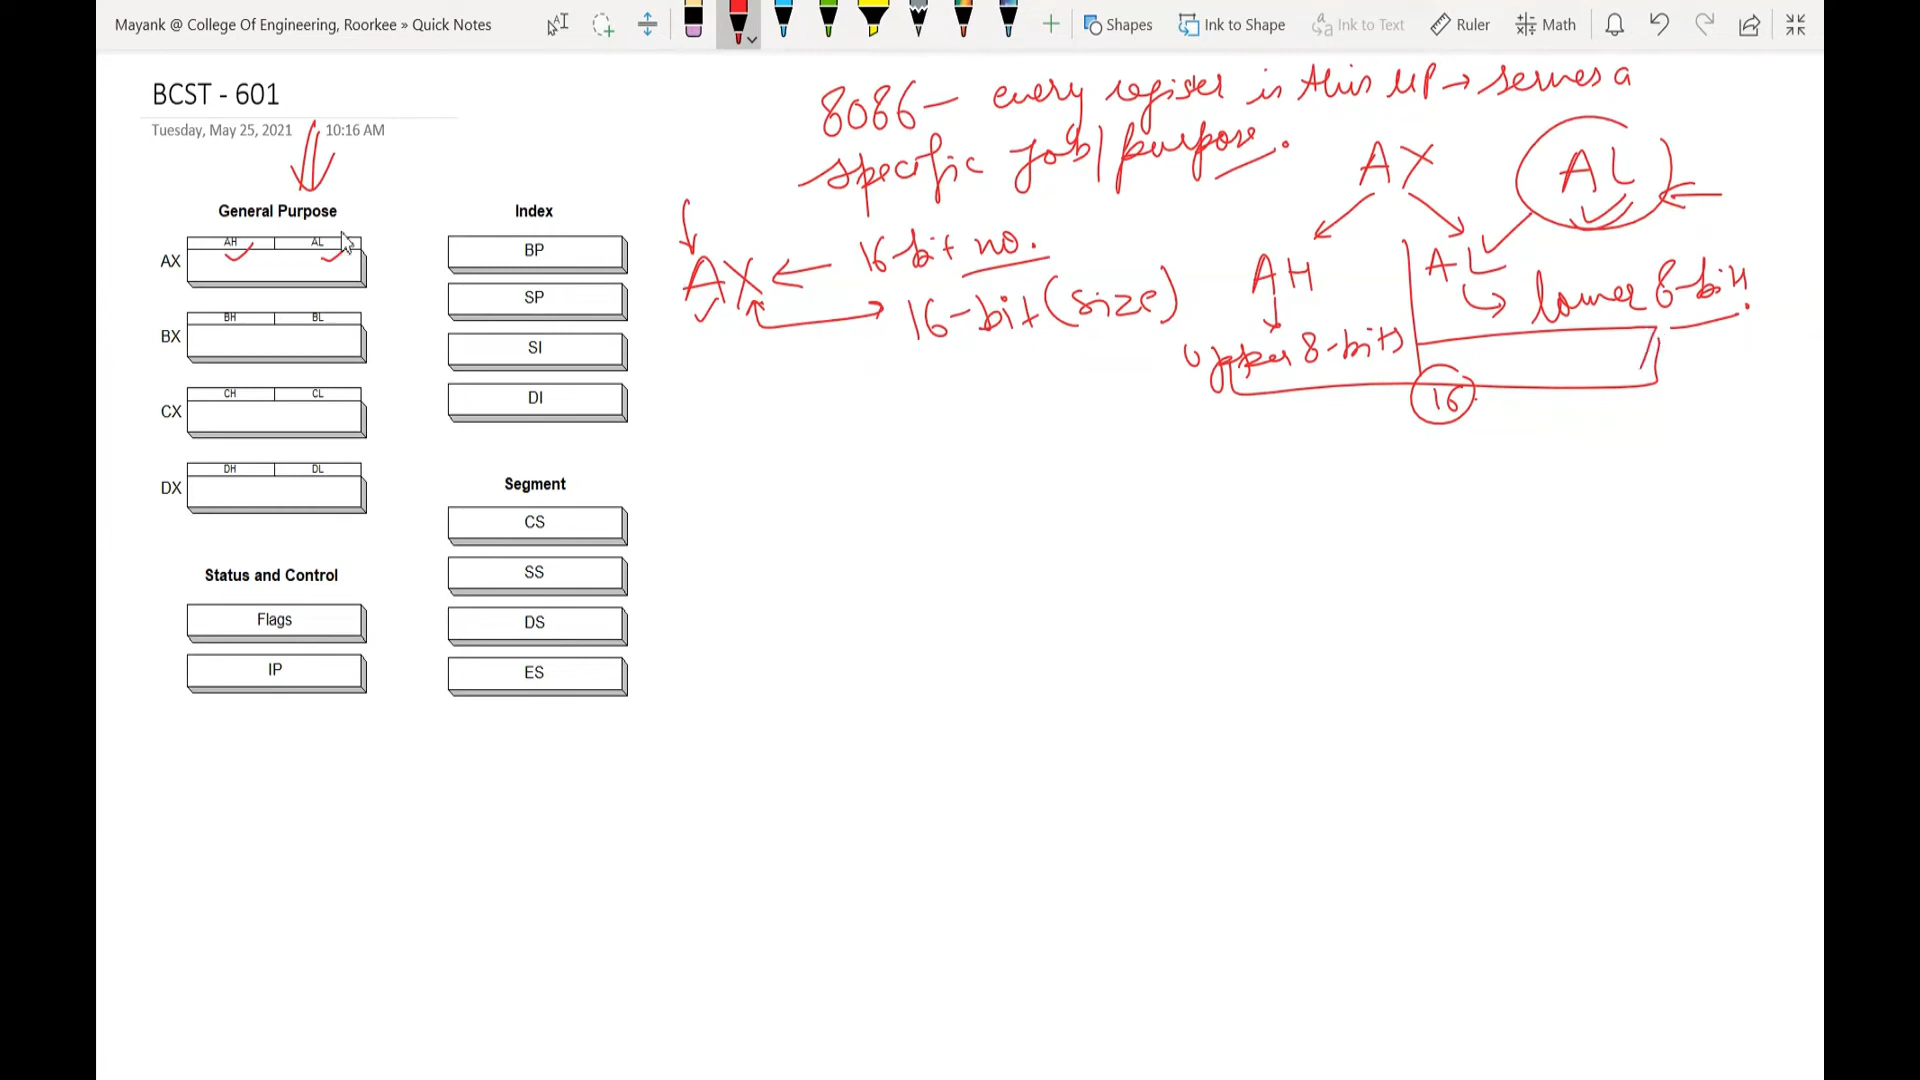 Mayank @ College Of Engineering, Roorkee » Quick Notes
Shapes
Ink to Shape
Ink to Text
Ruler
Math
BCST - 601
Tuesday, May 25, 2021 10:16 AM
8086 - every register in this MP → serves a
specific job/purpose.
General Purpose
AX
AH AL
BX
BH BL
CX
CH CL
DX
DH DL
Status and Control
Flags
IP
Index
BP
SP
SI
DI
Segment
CS
SS
DS
ES
AX ← 16-bit no.
16-bit (size)
AX
AL
AH
AL
Upper 8-bits
lower 8-bit
16